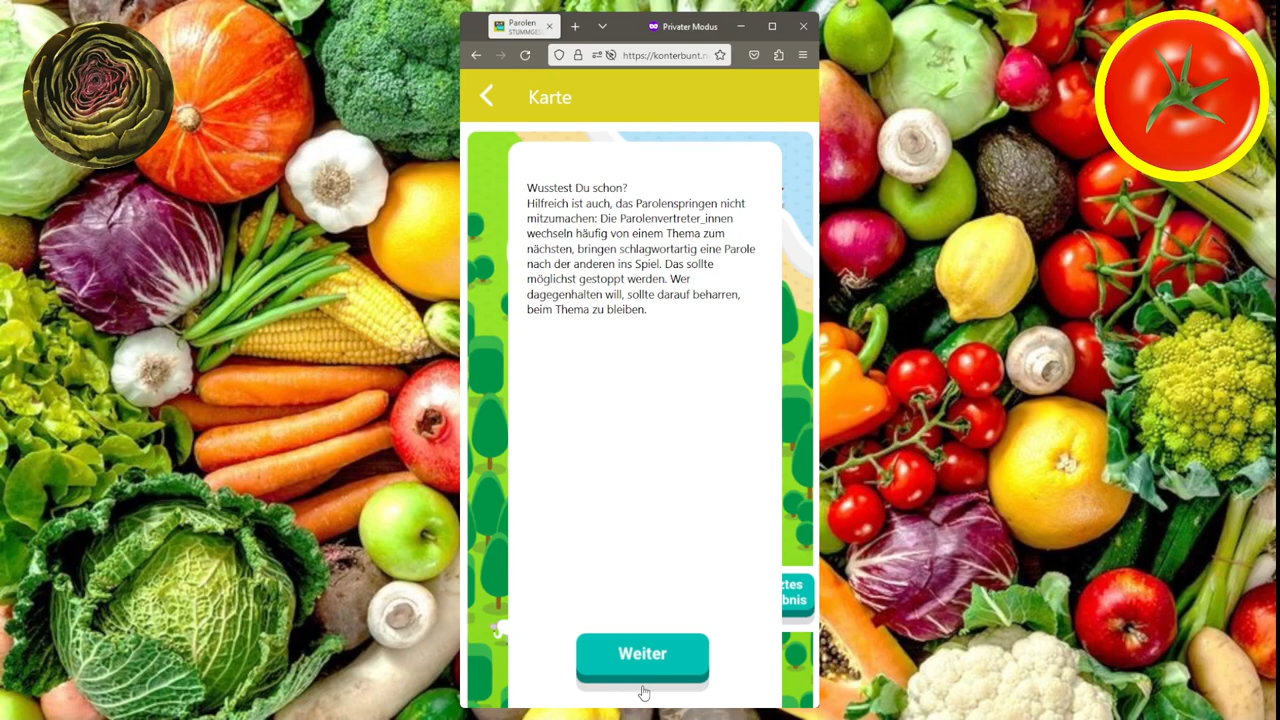 Parolen
STUMMGES
Privater Modus
https://konterbunt.
Karte
Wusstest Du schon?
Hilfreich ist auch, das Parolenspringen nicht
mitzumachen: Die Parolenvertreter_innen
wechseln häufig von einem Thema zum
nächsten, bringen schlagwortartig eine Parole
nach der anderen ins Spiel. Das sollte
möglichst gestoppt werden. Wer
dagegenhalten will, sollte darauf beharren,
beim Thema zu bleiben.
ztes
bnis
Weiter